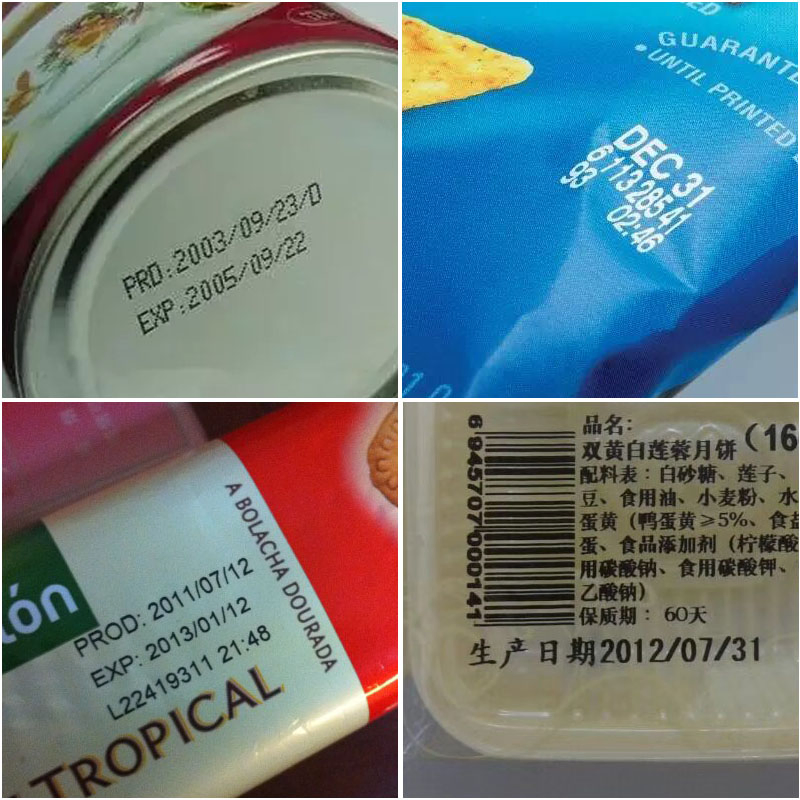 PRD:2003/09/23/D
EXP:2005/09/22
GUARANTE
• UNTIL PRINTED
DEC 31
611328541
93 02:46
A BOLACHA DOURADA
lón
PROD: 2011/07/12
EXP: 2013/01/12
L22419311 21:48
TROPICAL
6945707000141
品名:
双黄白莲蓉月饼（16
配料表：白砂糖、莲子、
豆、食用油、小麦粉、水
蛋黄（鸭蛋黄≥5%、食盐
蛋、食品添加剂（柠檬酸
用碳酸钠、食用碳酸钾、
乙酸钠）
保质期： 60天
生产日期2012/07/31